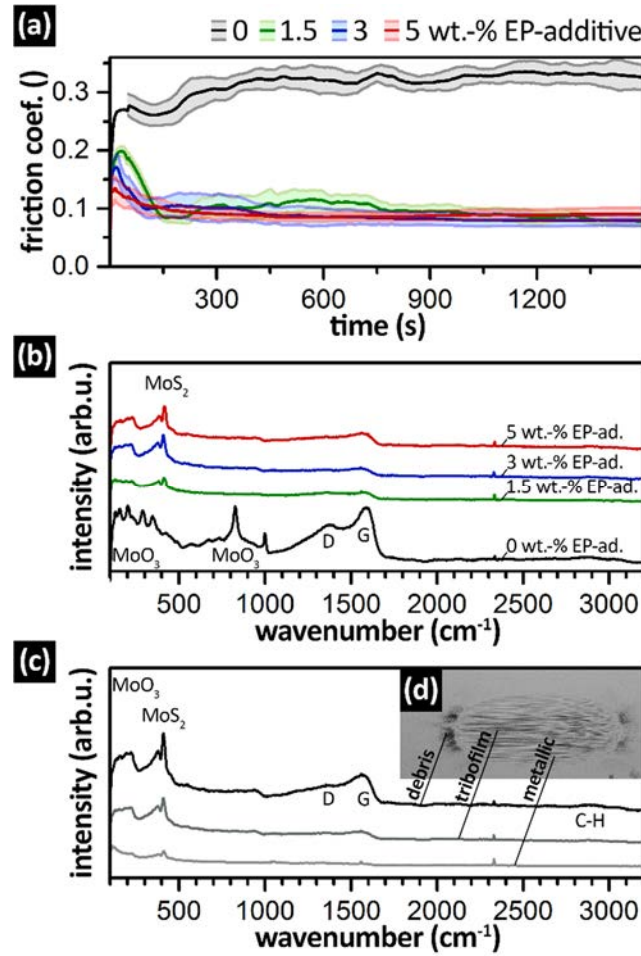 (a)
0 1.5 3 5 wt.-% EP-additive
friction coef. ()
0.3
0.2
0.1
0.0
300 600 900 1200
time (s)
(b)
intensity (arb.u.)
MoS2
5 wt.-% EP-ad.
3 wt.-% EP-ad.
1.5 wt.-% EP-ad.
0 wt.-% EP-ad.
MoO3
MoO3
D
G
500 1000 1500 2000 2500 3000
wavenumber (cm-1)
(c)
intensity (arb.u.)
MoO3
MoS2
(d)
debris
tribofilm
metallic
D
G
C-H
500 1000 1500 2000 2500 3000
wavenumber (cm-1)